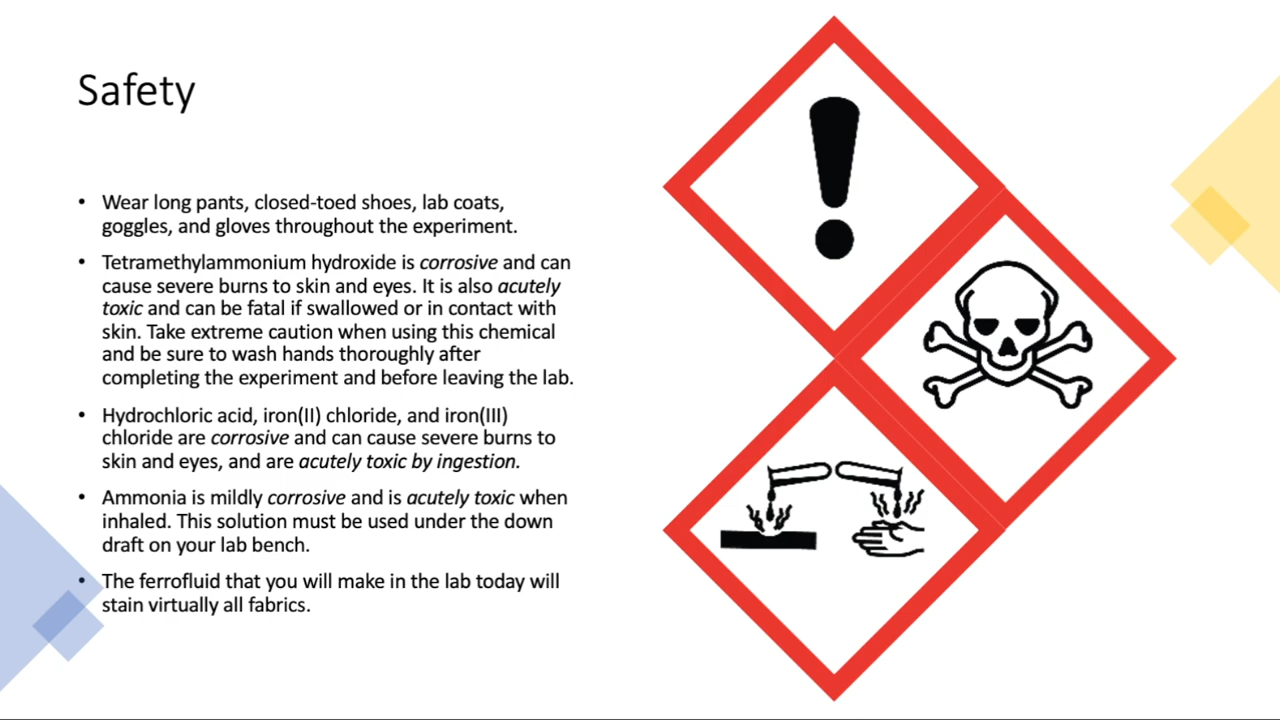 Safety
• Wear long pants, closed-toed shoes, lab coats,
goggles, and gloves throughout the experiment.
• Tetramethylammonium hydroxide is corrosive and can
cause severe burns to skin and eyes. It is also acutely
toxic and can be fatal if swallowed or in contact with
skin. Take extreme caution when using this chemical
and be sure to wash hands thoroughly after
completing the experiment and before leaving the lab.
• Hydrochloric acid, iron(II) chloride, and iron(III)
chloride are corrosive and can cause severe burns to
skin and eyes, and are acutely toxic by ingestion.
• Ammonia is mildly corrosive and is acutely toxic when
inhaled. This solution must be used under the down
draft on your lab bench.
• The ferrofluid that you will make in the lab today will
stain virtually all fabrics.